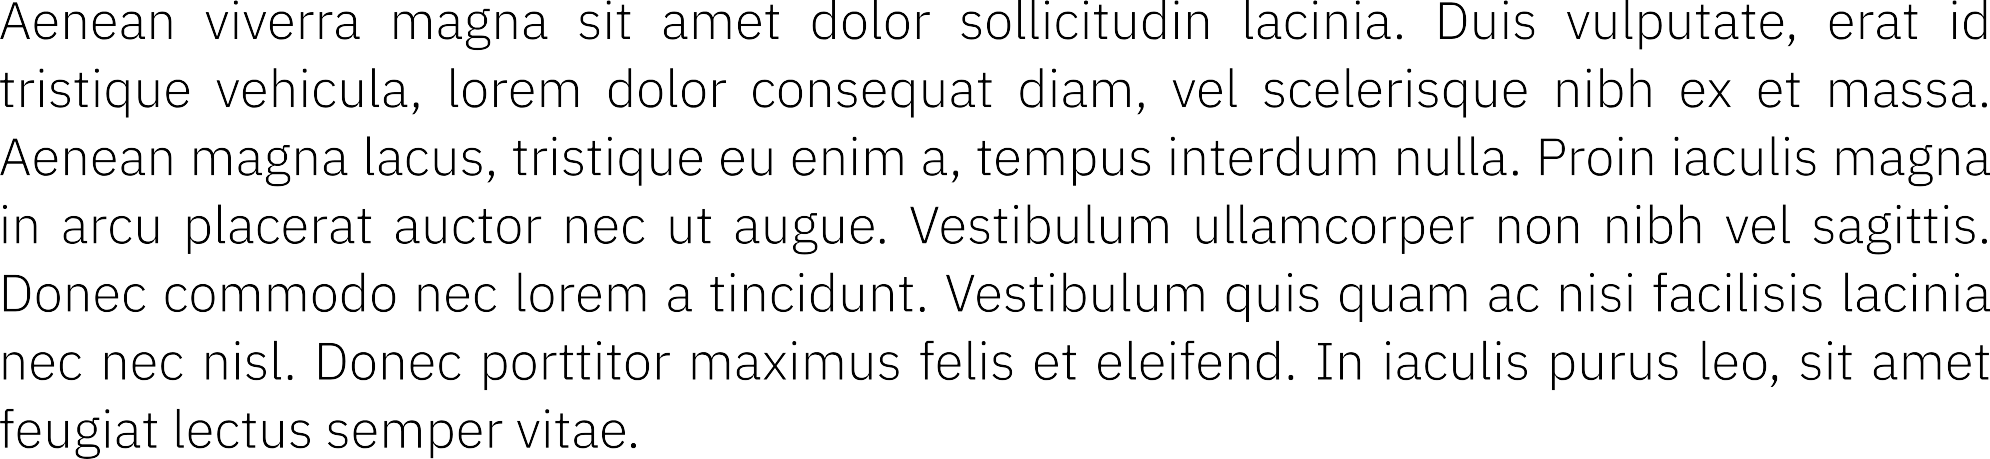 Aenean viverra magna sit amet dolor sollicitudin lacinia. Duis vulputate, erat id
tristique vehicula, lorem dolor consequat diam, vel scelerisque nibh ex et massa.
Aenean magna lacus, tristique eu enim a, tempus interdum nulla. Proin iaculis magna
in arcu placerat auctor nec ut augue. Vestibulum ullamcorper non nibh vel sagittis.
Donec commodo nec lorem a tincidunt. Vestibulum quis quam ac nisi facilisis lacinia
nec nec nisl. Donec porttitor maximus felis et eleifend. In iaculis purus leo, sit amet
feugiat lectus semper vitae.